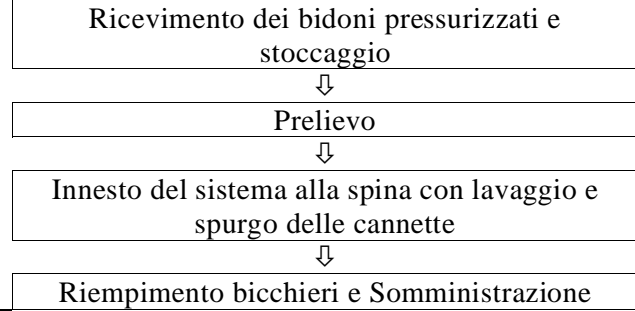 Ricevimento dei bidoni pressurizzati e
stoccaggio
⇩
Prelievo
⇩
Innesto del sistema alla spina con lavaggio e
spurgo delle cannette
⇩
Riempimento bicchieri e Somministrazione